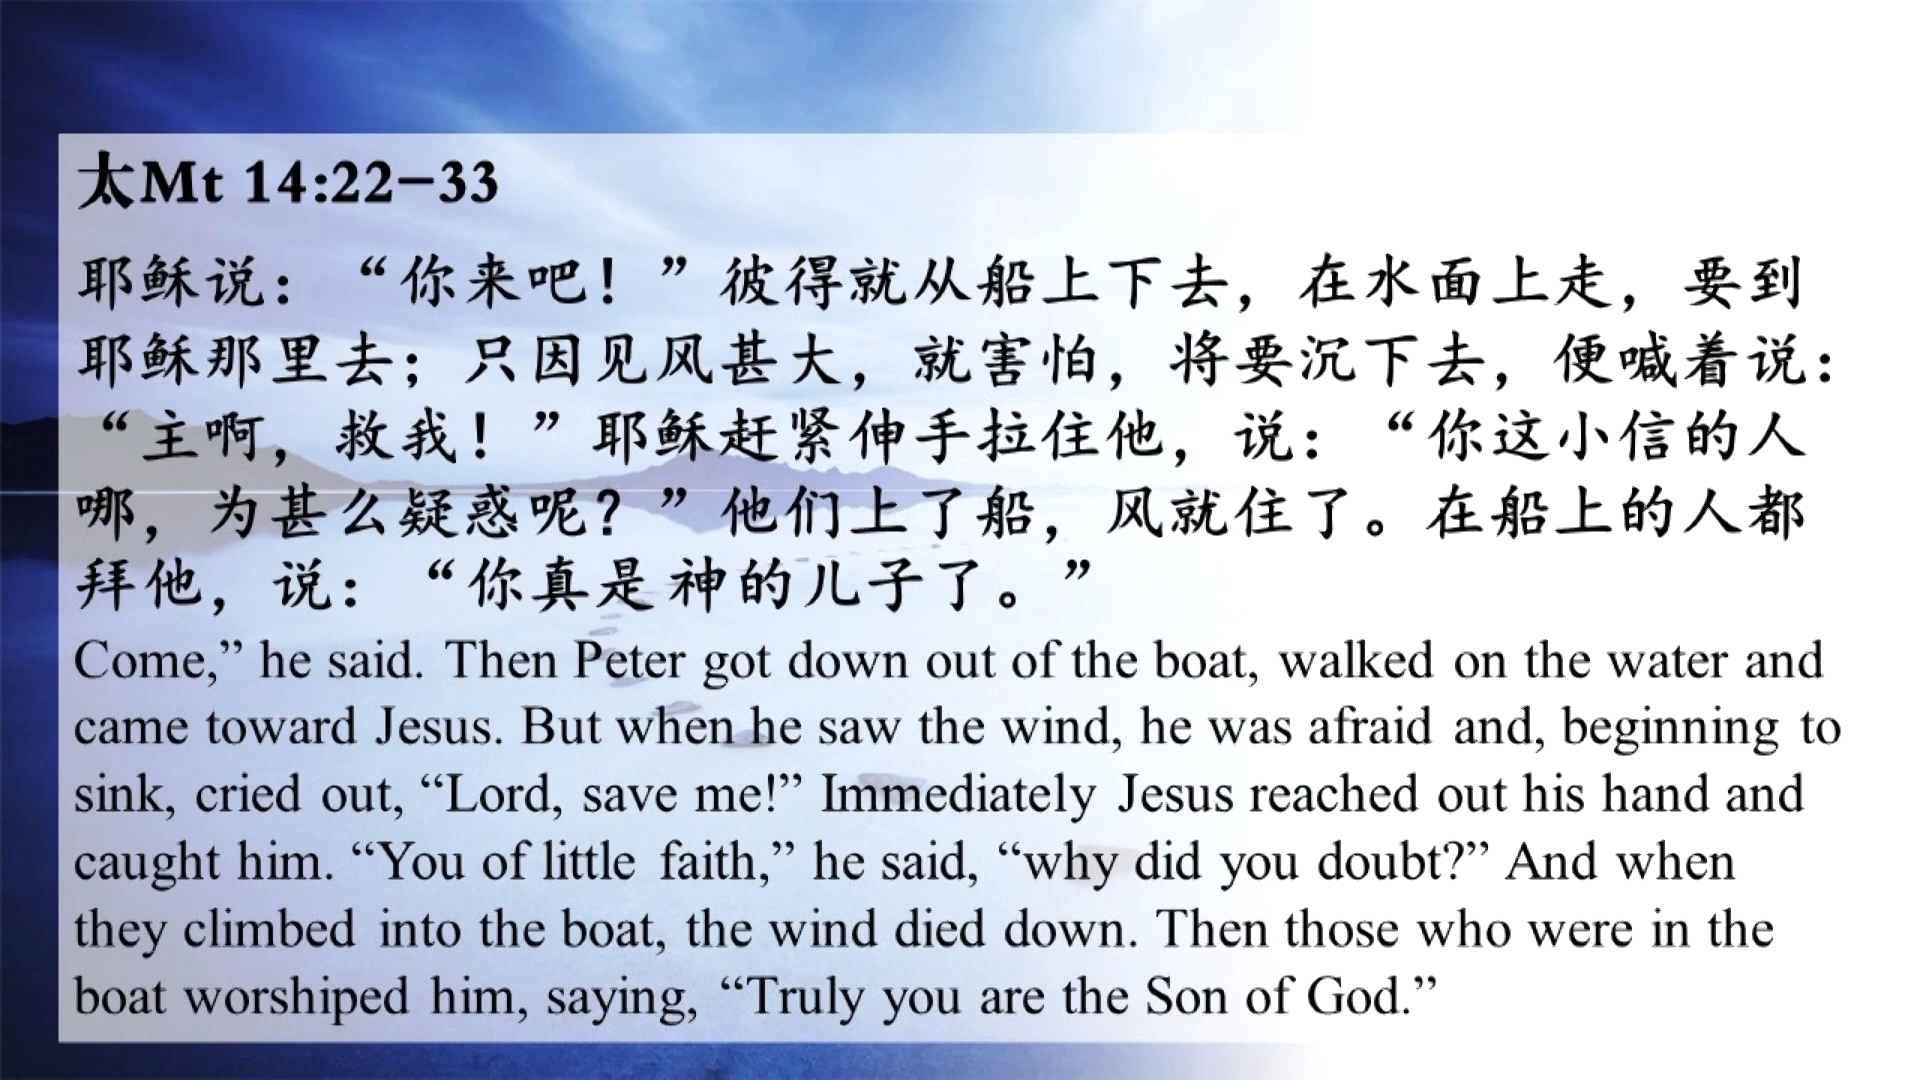 太Mt 14:22-33
耶稣说：“你来吧！”彼得就从船上下去，在水面上走，要到
耶稣那里去；只因见风甚大，就害怕，将要沉下去，便喊着说：
“主啊，救我！”耶稣赶紧伸手拉住他，说：“你这小信的人
哪，为甚么疑惑呢？”他们上了船，风就住了。在船上的人都
拜他，说：“你真是神的儿子了。”
Come,” he said. Then Peter got down out of the boat, walked on the water and
came toward Jesus. But when he saw the wind, he was afraid and, beginning to
sink, cried out, “Lord, save me!” Immediately Jesus reached out his hand and
caught him. “You of little faith,” he said, “why did you doubt?” And when
they climbed into the boat, the wind died down. Then those who were in the
boat worshiped him, saying, “Truly you are the Son of God.”